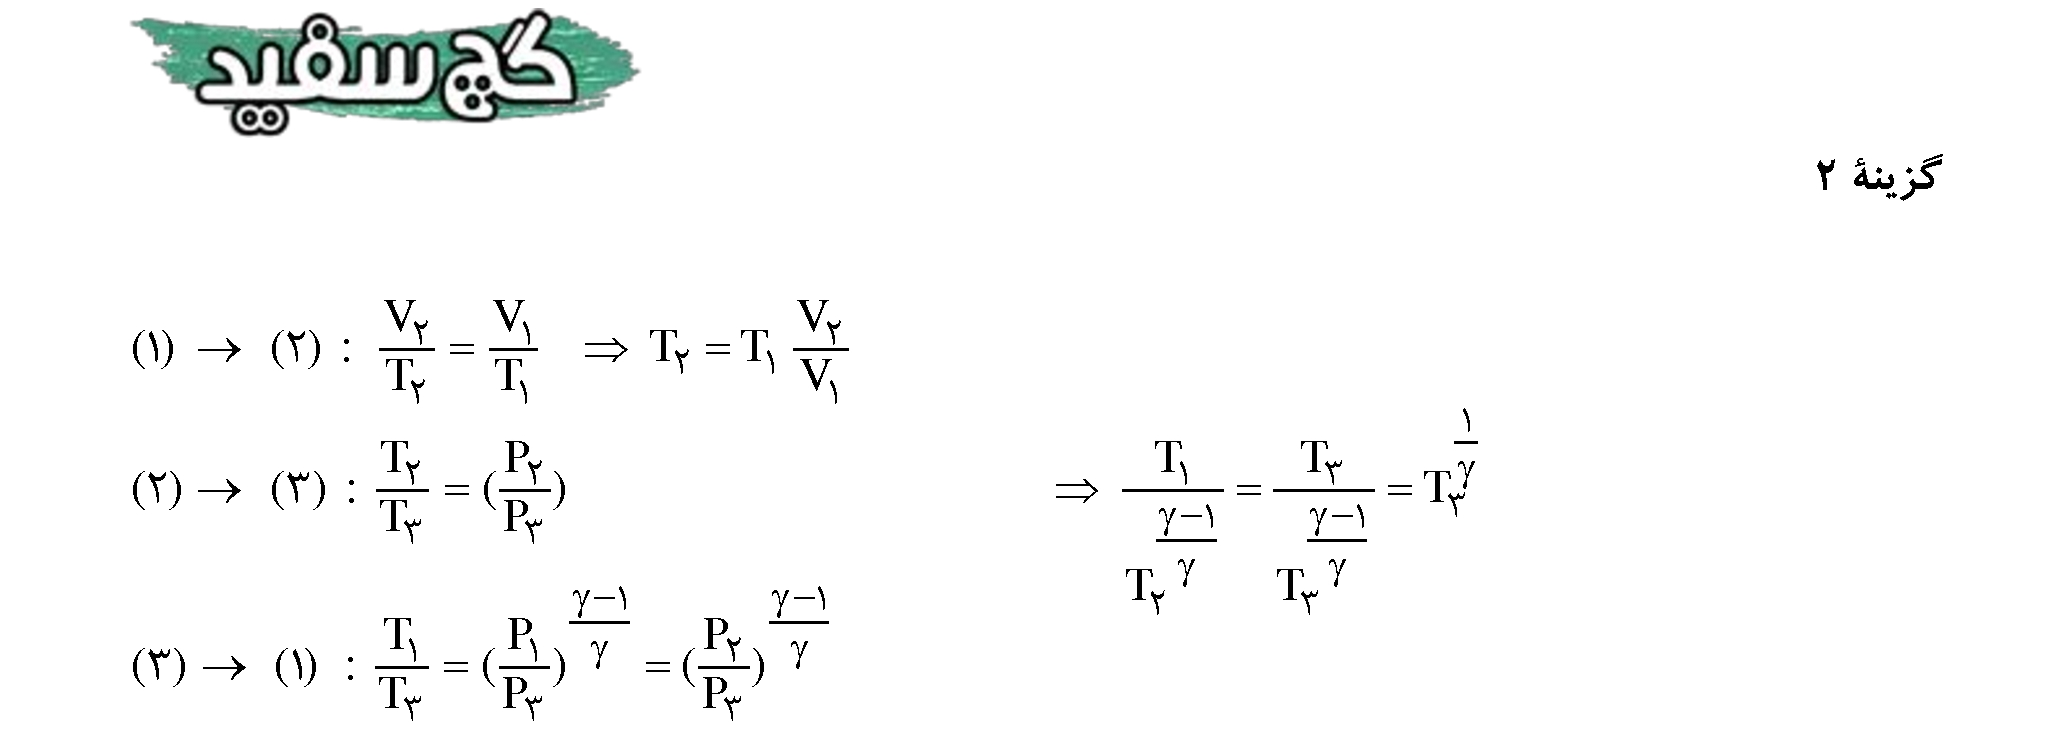 گچ سفید
گزینهٔ ۲
(۱) → (۲) : V۲/T۲ = V۱/T۱ ⇒ T۲ = T۱ V۲/V۱
(۲) → (۳) : T۲/T۳ = (P۲/P۳) ⇒ T۱/T۲^((γ−۱)/γ) = T۳/T۳^((γ−۱)/γ) = T۳^(۱/γ)
(۳) → (۱) : T۱/T۳ = (P۱/P۳)^((γ−۱)/γ) = (P۲/P۳)^((γ−۱)/γ)